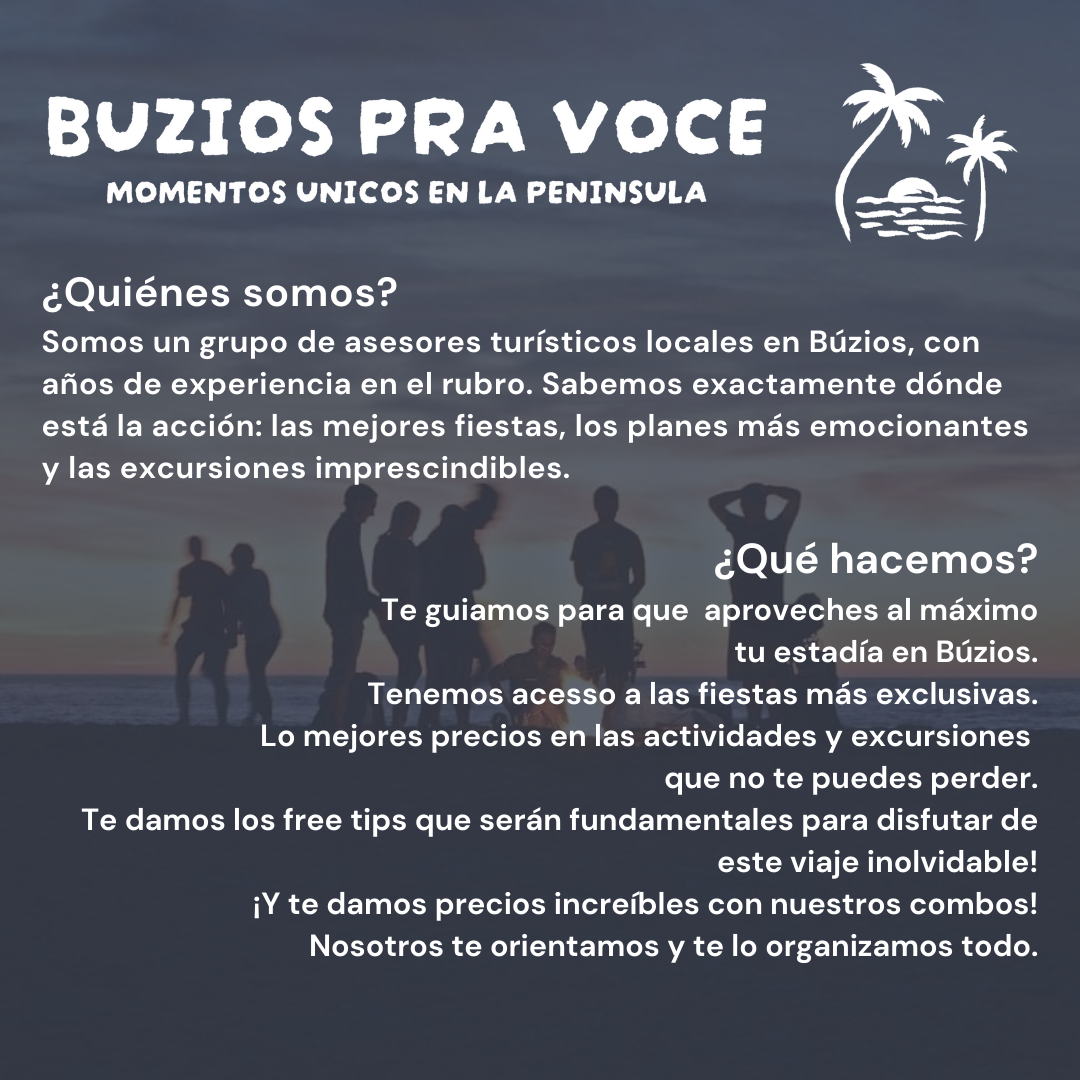 BUZIOS PRA VOCE
MOMENTOS UNICOS EN LA PENINSULA
¿Quiénes somos?
Somos un grupo de asesores turísticos locales en Búzios, con
años de experiencia en el rubro. Sabemos exactamente dónde
está la acción: las mejores fiestas, los planes más emocionantes
y las excursiones imprescindibles.
¿Qué hacemos?
Te guiamos para que  aproveches al máximo
tu estadía en Búzios.
Tenemos acesso a las fiestas más exclusivas.
Lo mejores precios en las actividades y excursiones
que no te puedes perder.
Te damos los free tips que serán fundamentales para disfutar de
este viaje inolvidable!
¡Y te damos precios increíbles con nuestros combos!
Nosotros te orientamos y te lo organizamos todo.